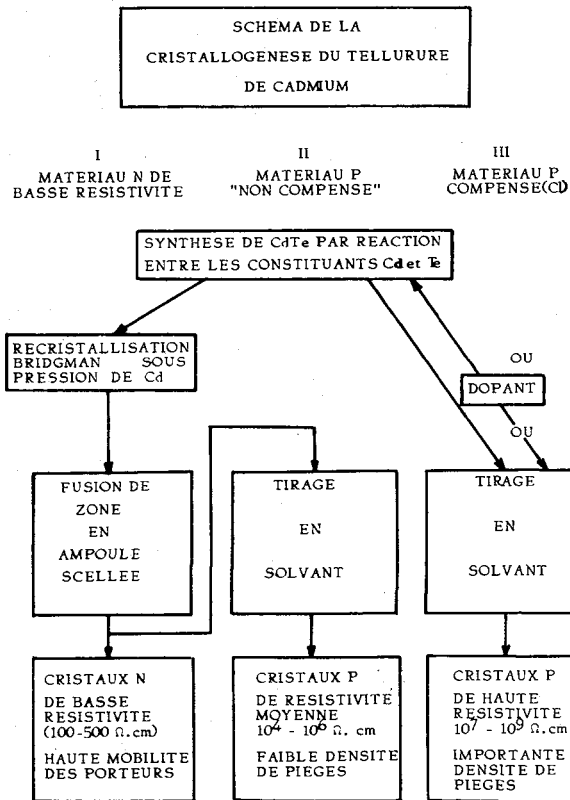 SCHEMA DE LA
CRISTALLOGENESE DU TELLURURE
DE CADMIUM
I
MATERIAU N DE
BASSE RESISTIVITE
II
MATERIAU P
"NON COMPENSE"
III
MATERIAU P
COMPENSE(Cl)
SYNTHESE DE CdTe PAR REACTION
ENTRE LES CONSTITUANTS Cd et Te
RECRISTALLISATION
BRIDGMAN SOUS
PRESSION DE Cd
OU
DOPANT
OU
FUSION DE
ZONE
EN
AMPOULE
SCELLEE
TIRAGE
EN
SOLVANT
TIRAGE
EN
SOLVANT
CRISTAUX N
DE BASSE
RESISTIVITE
(100-500 Ω.cm)
HAUTE MOBILITE
DES PORTEURS
CRISTAUX P
DE RESISTIVITE
MOYENNE
10⁴ - 10⁶ Ω. cm
FAIBLE DENSITE
DE PIEGES
CRISTAUX P
DE HAUTE
RESISTIVITE
10⁷ - 10⁹ Ω.cm
IMPORTANTE
DENSITE DE
PIEGES